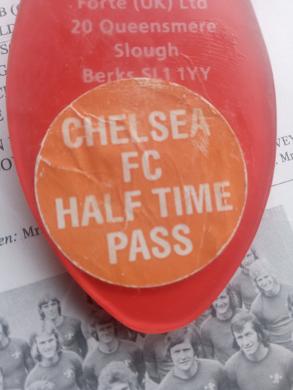 Forte (UK) Ltd
20 Queensmere
Slough
Berks SL1 1YY
CHELSEA
FC
HALF TIME
PASS